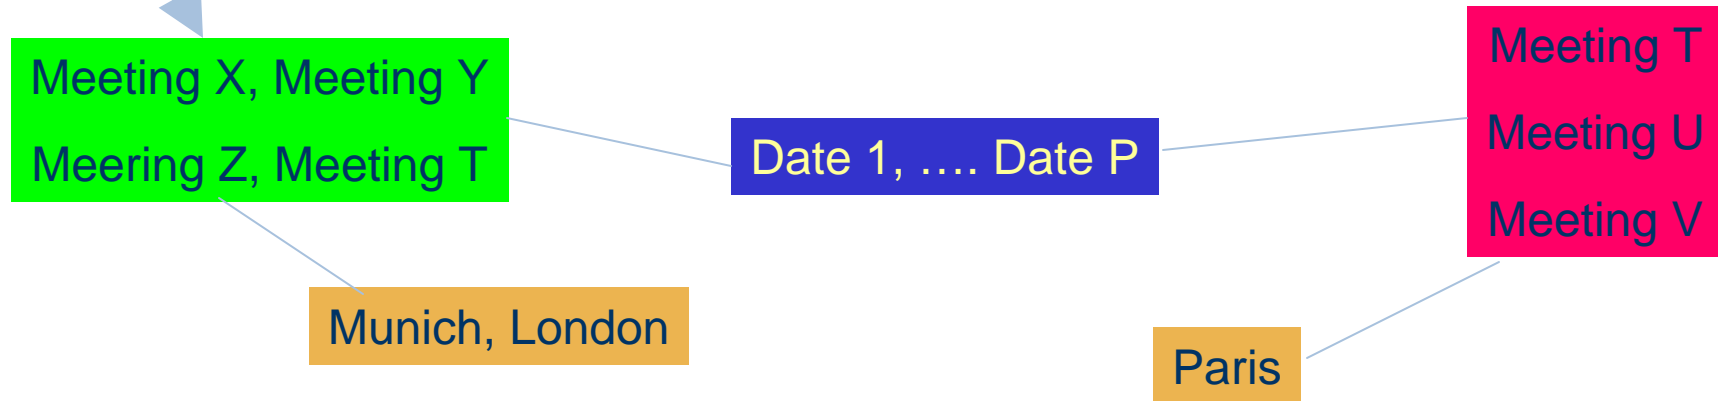 Meeting X, Meeting Y
Meering Z, Meeting T
Date 1, …. Date P
Meeting T
Meeting U
Meeting V
Munich, London
Paris